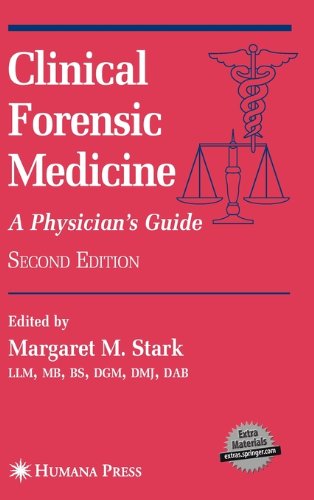 Clinical
Forensic
Medicine
A Physician's Guide
SECOND EDITION
Edited by
Margaret M. Stark
LLM, MB, BS, DGM, DMJ, DAB
Extra
Materials
extras.springer.com
HUMANA PRESS